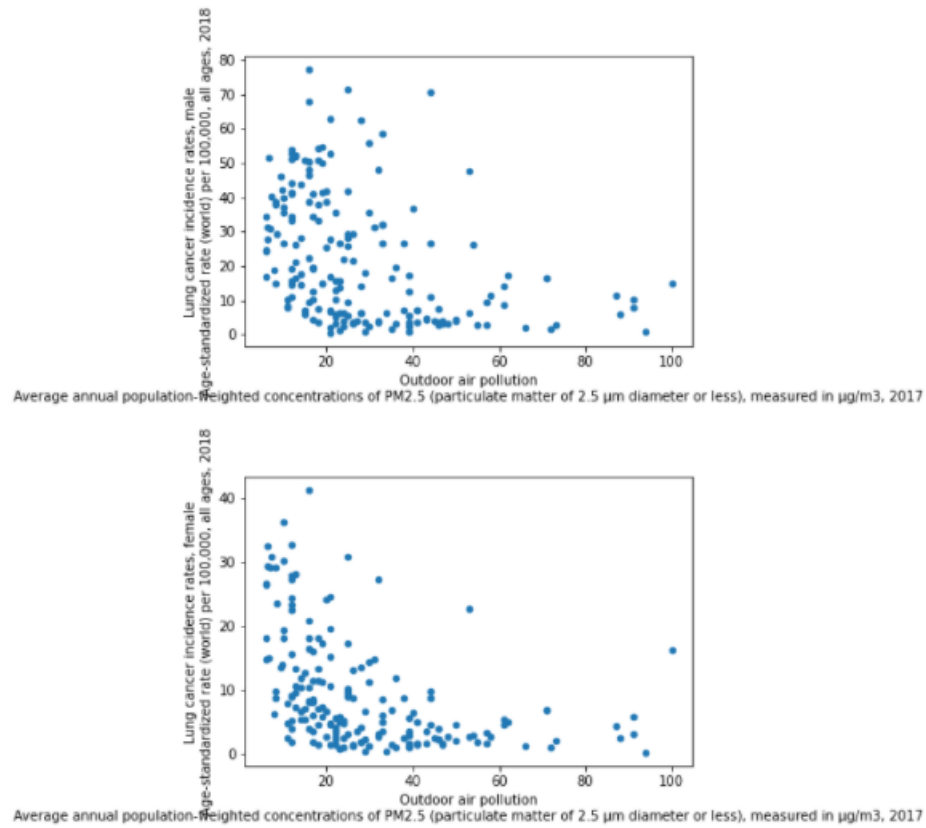 Lung cancer incidence rates, male
Age-standardized rate (world) per 100,000, all ages, 2018
80
70
60
50
40
30
20
10
0
20 40 60 80 100
Outdoor air pollution
Average annual population-weighted concentrations of PM2.5 (particulate matter of 2.5 µm diameter or less), measured in µg/m3, 2017
Lung cancer incidence rates, female
Age-standardized rate (world) per 100,000, all ages, 2018
40
30
20
10
0
20 40 60 80 100
Outdoor air pollution
Average annual population-weighted concentrations of PM2.5 (particulate matter of 2.5 µm diameter or less), measured in µg/m3, 2017